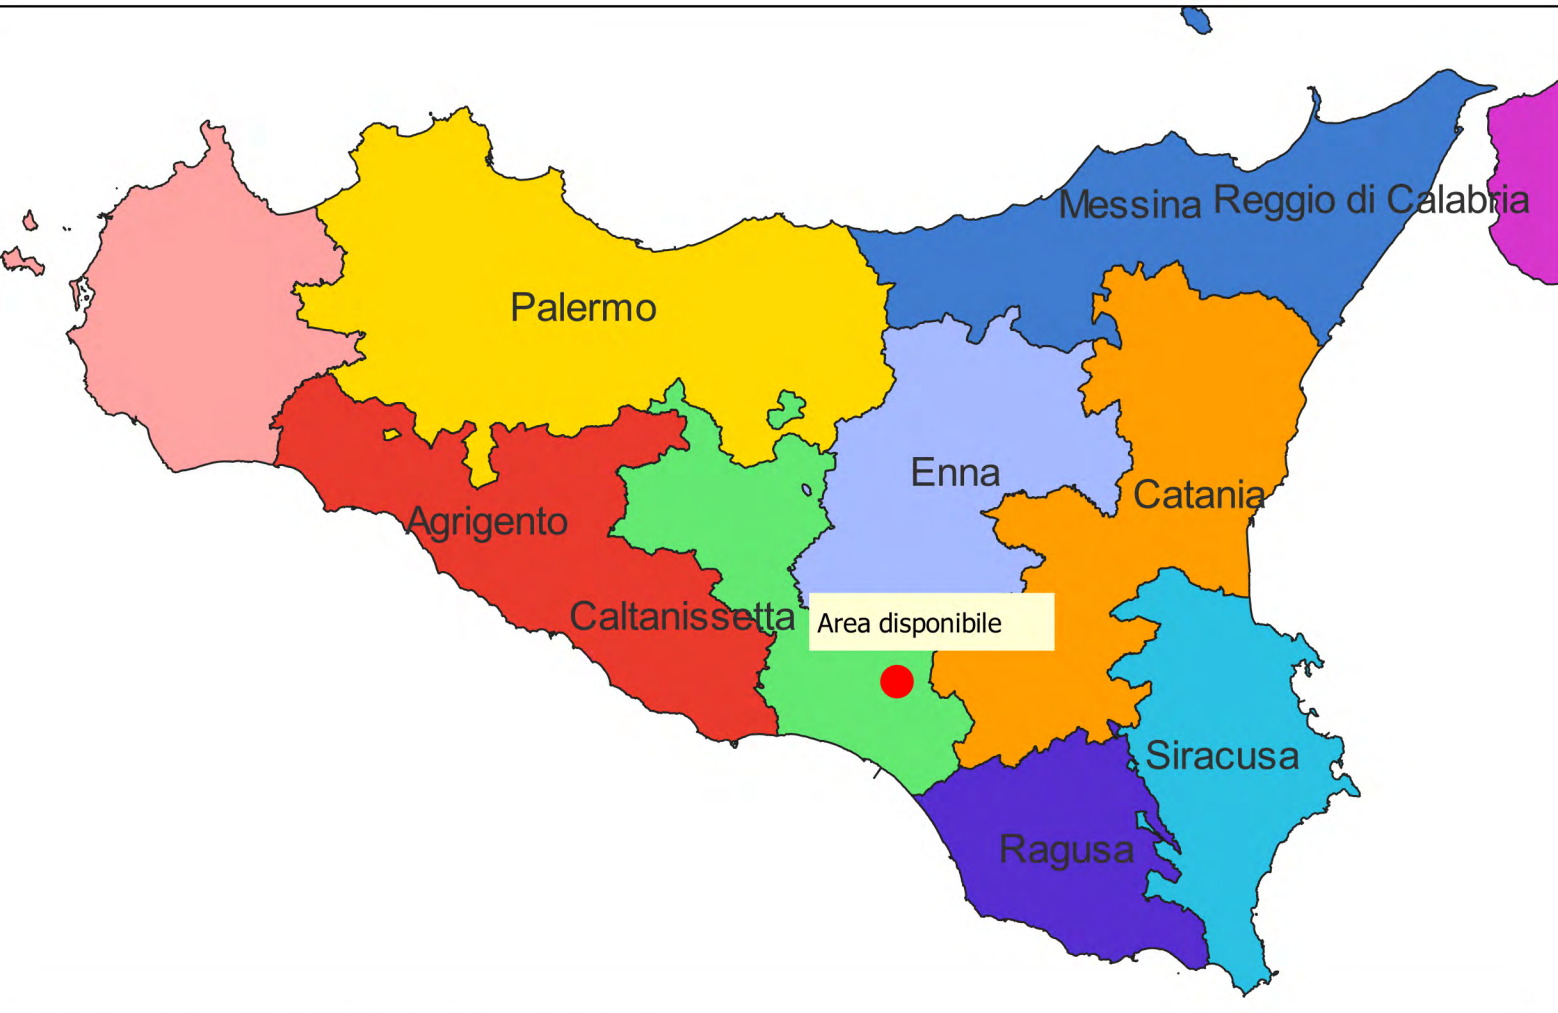 Messina
Reggio di Calabria
Palermo
Enna
Catania
Agrigento
Caltanissetta
Area disponibile
Siracusa
Ragusa